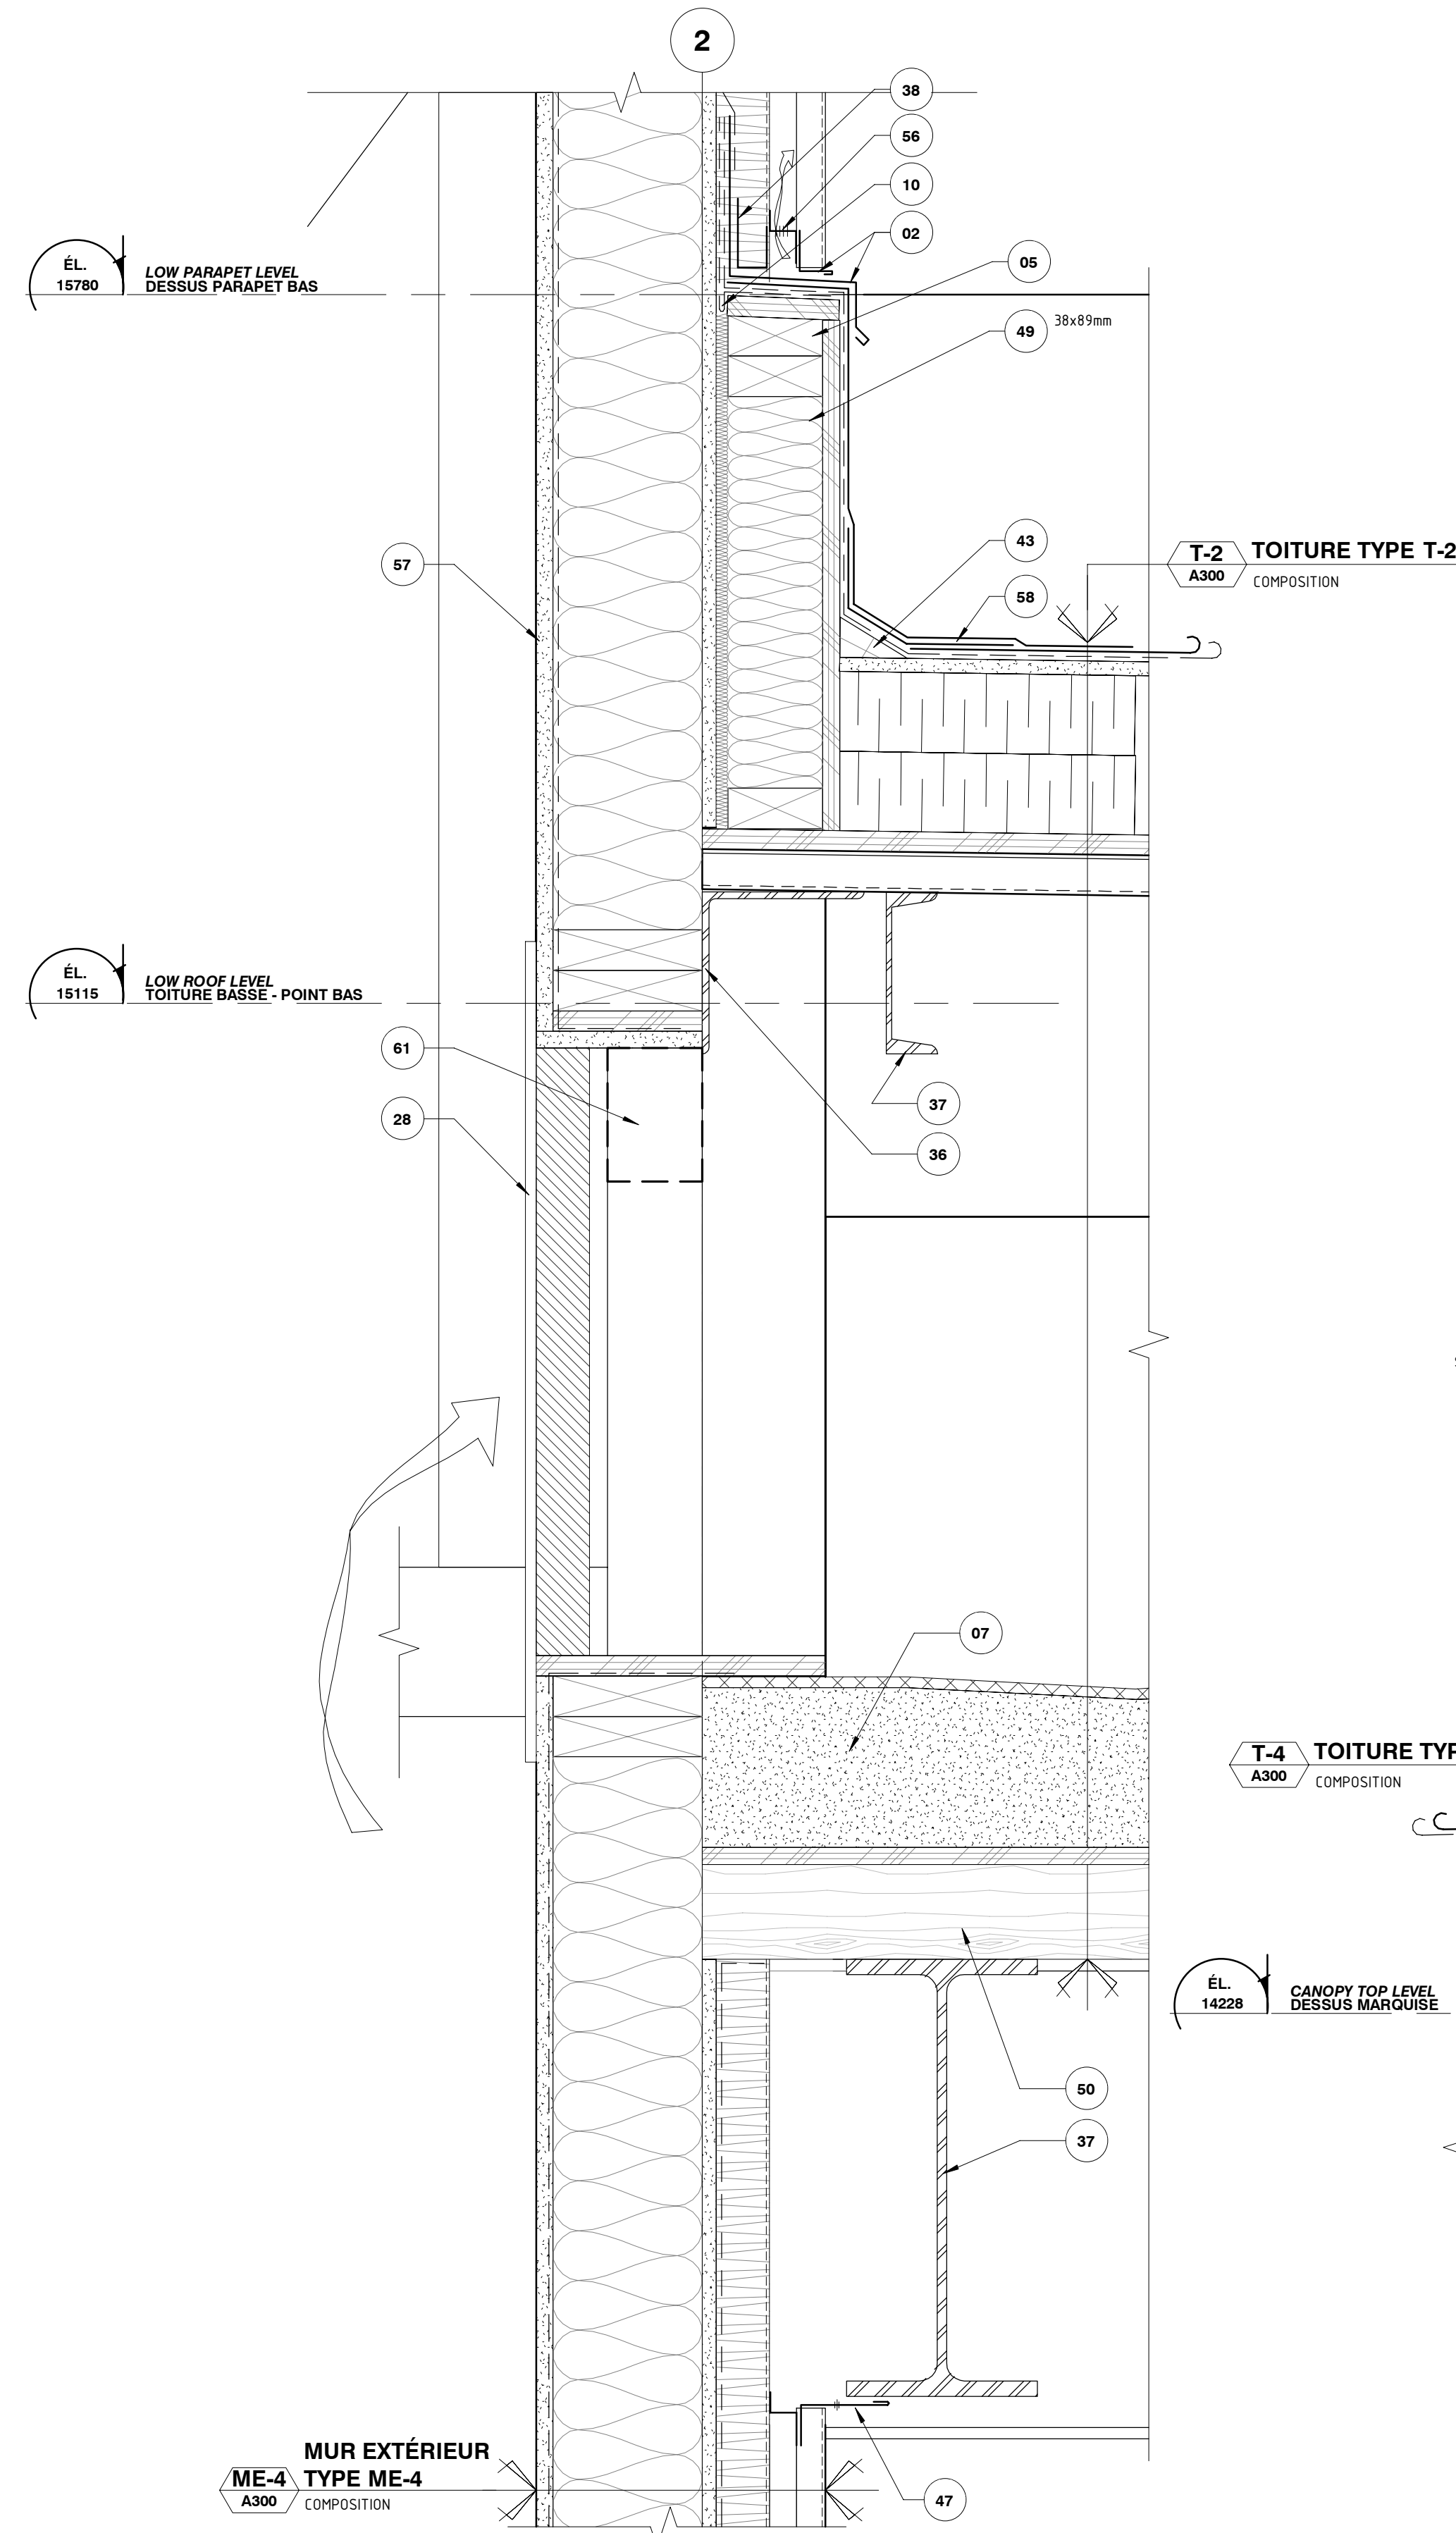 2
38
56
10
02
05
49
38x89mm
ÉL.
15780
LOW PARAPET LEVEL
DESSUS PARAPET BAS
57
43
58
T-2
A300
TOITURE TYPE T-2
COMPOSITION
ÉL.
15115
LOW ROOF LEVEL
TOITURE BASSE - POINT BAS
61
28
37
36
07
T-4
A300
TOITURE TYP
COMPOSITION
ÉL.
14228
CANOPY TOP LEVEL
DESSUS MARQUISE
50
37
MUR EXTÉRIEUR
TYPE ME-4
ME-4
A300
COMPOSITION
47